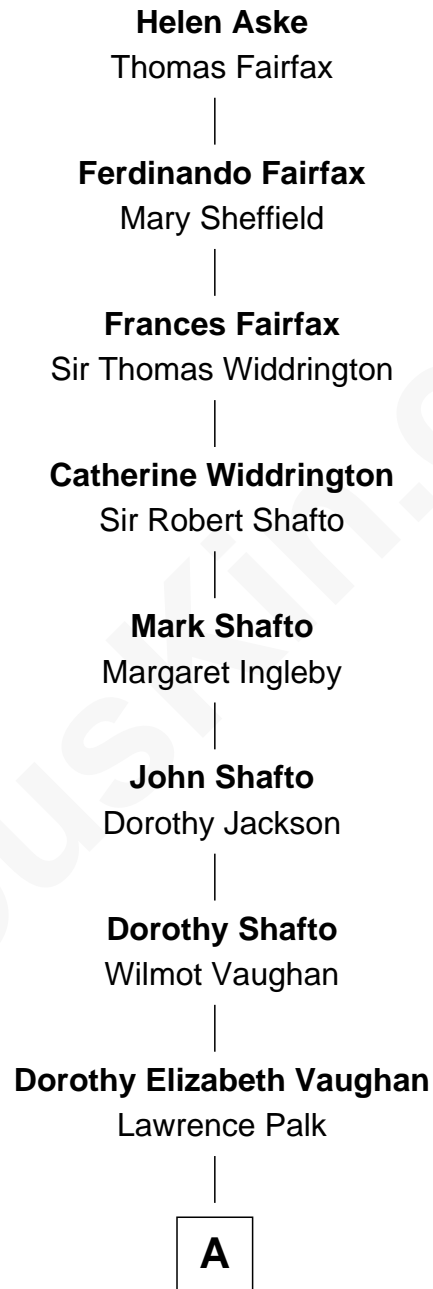 Helen Aske
Thomas Fairfax
Ferdinando Fairfax
Mary Sheffield
Frances Fairfax
Sir Thomas Widdrington
Catherine Widdrington
Sir Robert Shafto
Mark Shafto
Margaret Ingleby
John Shafto
Dorothy Jackson
Dorothy Shafto
Wilmot Vaughan
Dorothy Elizabeth Vaughan
Lawrence Palk
A